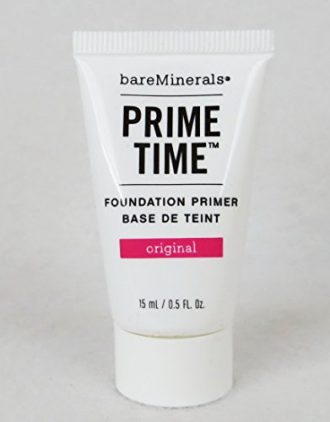 bareMinerals®
PRIME
TIME™
FOUNDATION PRIMER
BASE DE TEINT
original
15 mL / 0.5 FL. Oz.